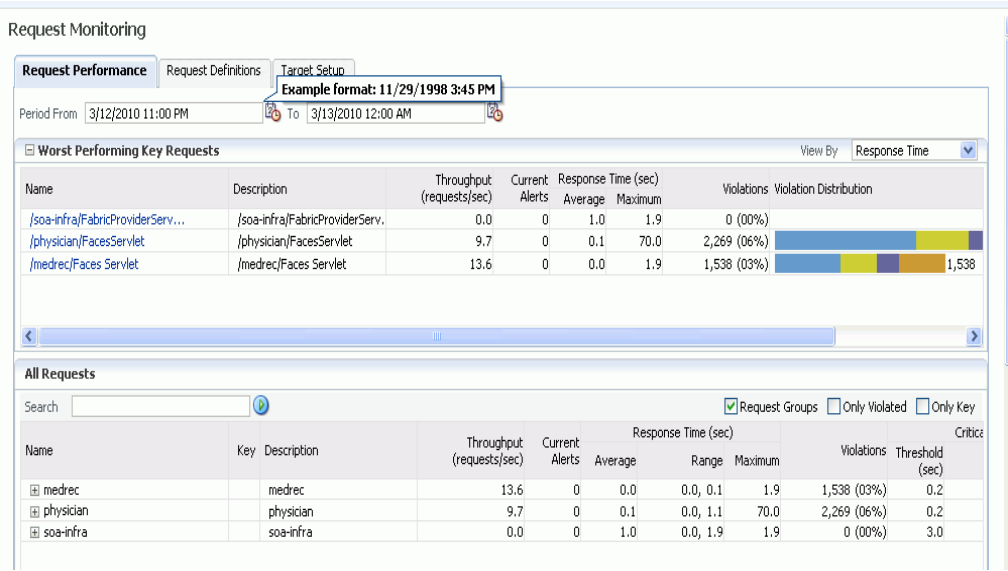 Request Monitoring
Request Performance Request Definitions Target Setup
Example format: 11/29/1998 3:45 PM
Period From 3/12/2010 11:00 PM To 3/13/2010 12:00 AM
Worst Performing Key Requests View By Response Time
Name Description Throughput (requests/sec) Current Alerts Response Time (sec) Average Maximum Violations Violation Distribution
/soa-infra/FabricProviderServ... /soa-infra/FabricProviderServ. 0.0 0 1.0 1.9 0 (00%)
/physician/FacesServlet /physician/FacesServlet 9.7 0 0.1 70.0 2,269 (06%)
/medrec/Faces Servlet /medrec/Faces Servlet 13.6 0 0.0 1.9 1,538 (03%) 1,538
All Requests
Search Request Groups Only Violated Only Key
Name Key Description Throughput (requests/sec) Current Alerts Response Time (sec) Average Range Maximum Violations Critica Threshold (sec)
medrec medrec 13.6 0 0.0 0.0, 0.1 1.9 1,538 (03%) 0.2
physician physician 9.7 0 0.1 0.0, 1.1 70.0 2,269 (06%) 0.2
soa-infra soa-infra 0.0 0 1.0 0.0, 1.9 1.9 0 (00%) 3.0